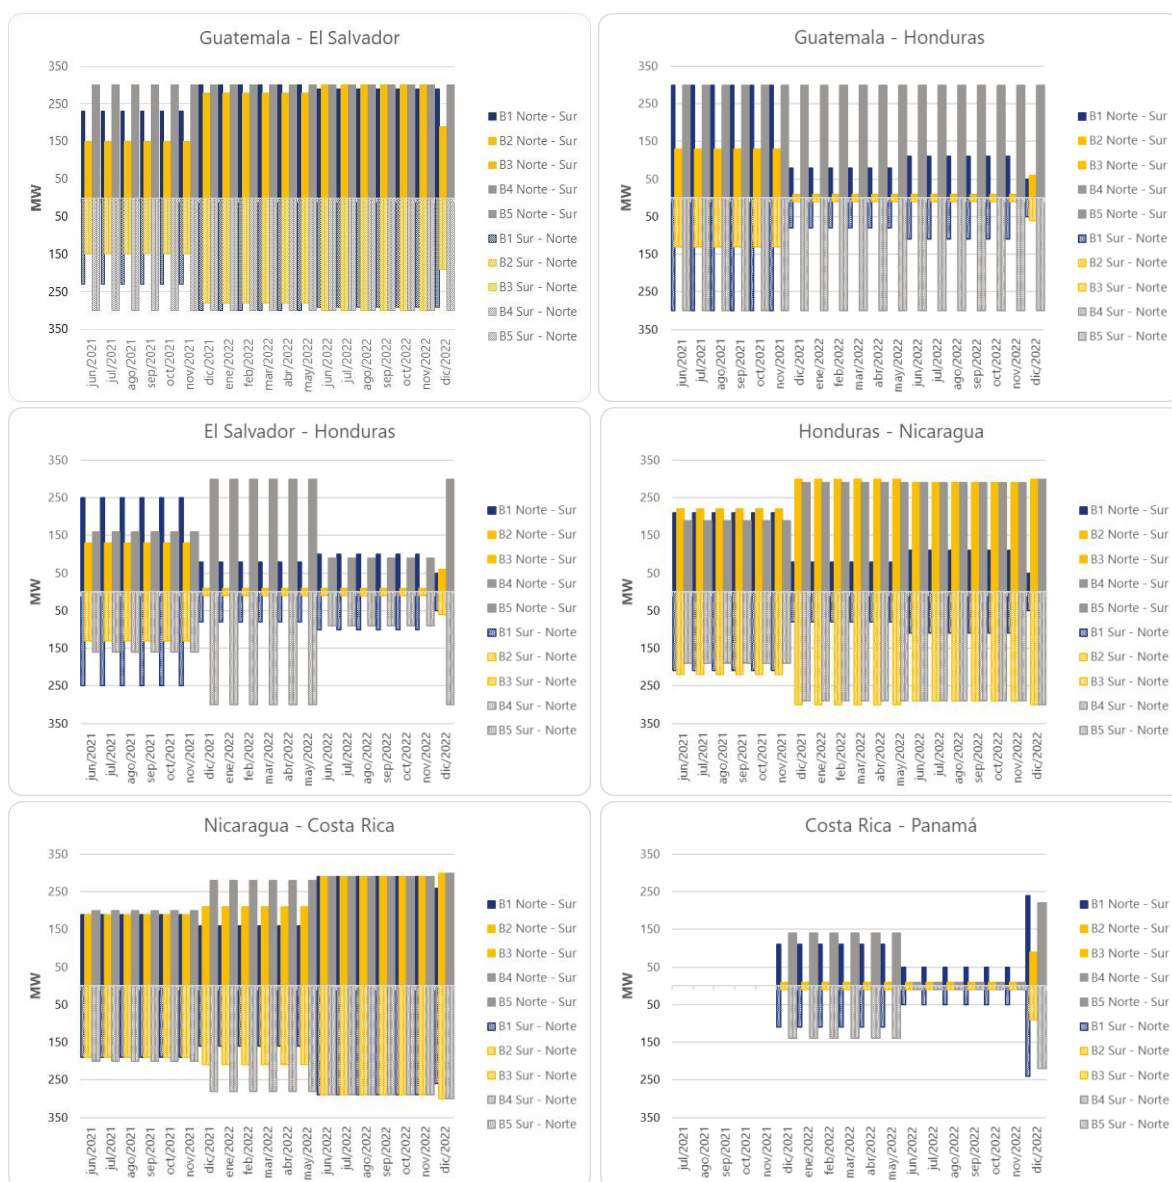 Guatemala - El Salvador
350
250
150
50
50
150
250
350
MW
jun/2021
jul/2021
ago/2021
sep/2021
oct/2021
nov/2021
dic/2021
ene/2022
feb/2022
mar/2022
abr/2022
may/2022
jun/2022
jul/2022
ago/2022
sep/2022
oct/2022
nov/2022
dic/2022
B1 Norte - Sur
B2 Norte - Sur
B3 Norte - Sur
B4 Norte - Sur
B5 Norte - Sur
B1 Sur - Norte
B2 Sur - Norte
B3 Sur - Norte
B4 Sur - Norte
B5 Sur - Norte
Guatemala - Honduras
350
250
150
50
50
150
250
350
MW
jun/2021
jul/2021
ago/2021
sep/2021
oct/2021
nov/2021
dic/2021
ene/2022
feb/2022
mar/2022
abr/2022
may/2022
jun/2022
jul/2022
ago/2022
sep/2022
oct/2022
nov/2022
dic/2022
B1 Norte - Sur
B2 Norte - Sur
B3 Norte - Sur
B4 Norte - Sur
B5 Norte - Sur
B1 Sur - Norte
B2 Sur - Norte
B3 Sur - Norte
B4 Sur - Norte
B5 Sur - Norte
El Salvador - Honduras
350
250
150
50
50
150
250
350
MW
jun/2021
jul/2021
ago/2021
sep/2021
oct/2021
nov/2021
dic/2021
ene/2022
feb/2022
mar/2022
abr/2022
may/2022
jun/2022
jul/2022
ago/2022
sep/2022
oct/2022
nov/2022
dic/2022
B1 Norte - Sur
B2 Norte - Sur
B3 Norte - Sur
B4 Norte - Sur
B5 Norte - Sur
B1 Sur - Norte
B2 Sur - Norte
B3 Sur - Norte
B4 Sur - Norte
B5 Sur - Norte
Honduras - Nicaragua
350
250
150
50
50
150
250
350
MW
jun/2021
jul/2021
ago/2021
sep/2021
oct/2021
nov/2021
dic/2021
ene/2022
feb/2022
mar/2022
abr/2022
may/2022
jun/2022
jul/2022
ago/2022
sep/2022
oct/2022
nov/2022
dic/2022
B1 Norte - Sur
B2 Norte - Sur
B3 Norte - Sur
B4 Norte - Sur
B5 Norte - Sur
B1 Sur - Norte
B2 Sur - Norte
B3 Sur - Norte
B4 Sur - Norte
B5 Sur - Norte
Nicaragua - Costa Rica
350
250
150
50
50
150
250
350
MW
jun/2021
jul/2021
ago/2021
sep/2021
oct/2021
nov/2021
dic/2021
ene/2022
feb/2022
mar/2022
abr/2022
may/2022
jun/2022
jul/2022
ago/2022
sep/2022
oct/2022
nov/2022
dic/2022
B1 Norte - Sur
B2 Norte - Sur
B3 Norte - Sur
B4 Norte - Sur
B5 Norte - Sur
B1 Sur - Norte
B2 Sur - Norte
B3 Sur - Norte
B4 Sur - Norte
B5 Sur - Norte
Costa Rica - Panamá
350
250
150
50
50
150
250
350
MW
jul/2021
ago/2021
sep/2021
oct/2021
nov/2021
dic/2021
ene/2022
feb/2022
mar/2022
abr/2022
may/2022
jun/2022
jul/2022
ago/2022
sep/2022
oct/2022
nov/2022
dic/2022
B1 Norte - Sur
B2 Norte - Sur
B3 Norte - Sur
B4 Norte - Sur
B5 Norte - Sur
B1 Sur - Norte
B2 Sur - Norte
B3 Sur - Norte
B4 Sur - Norte
B5 Sur - Norte